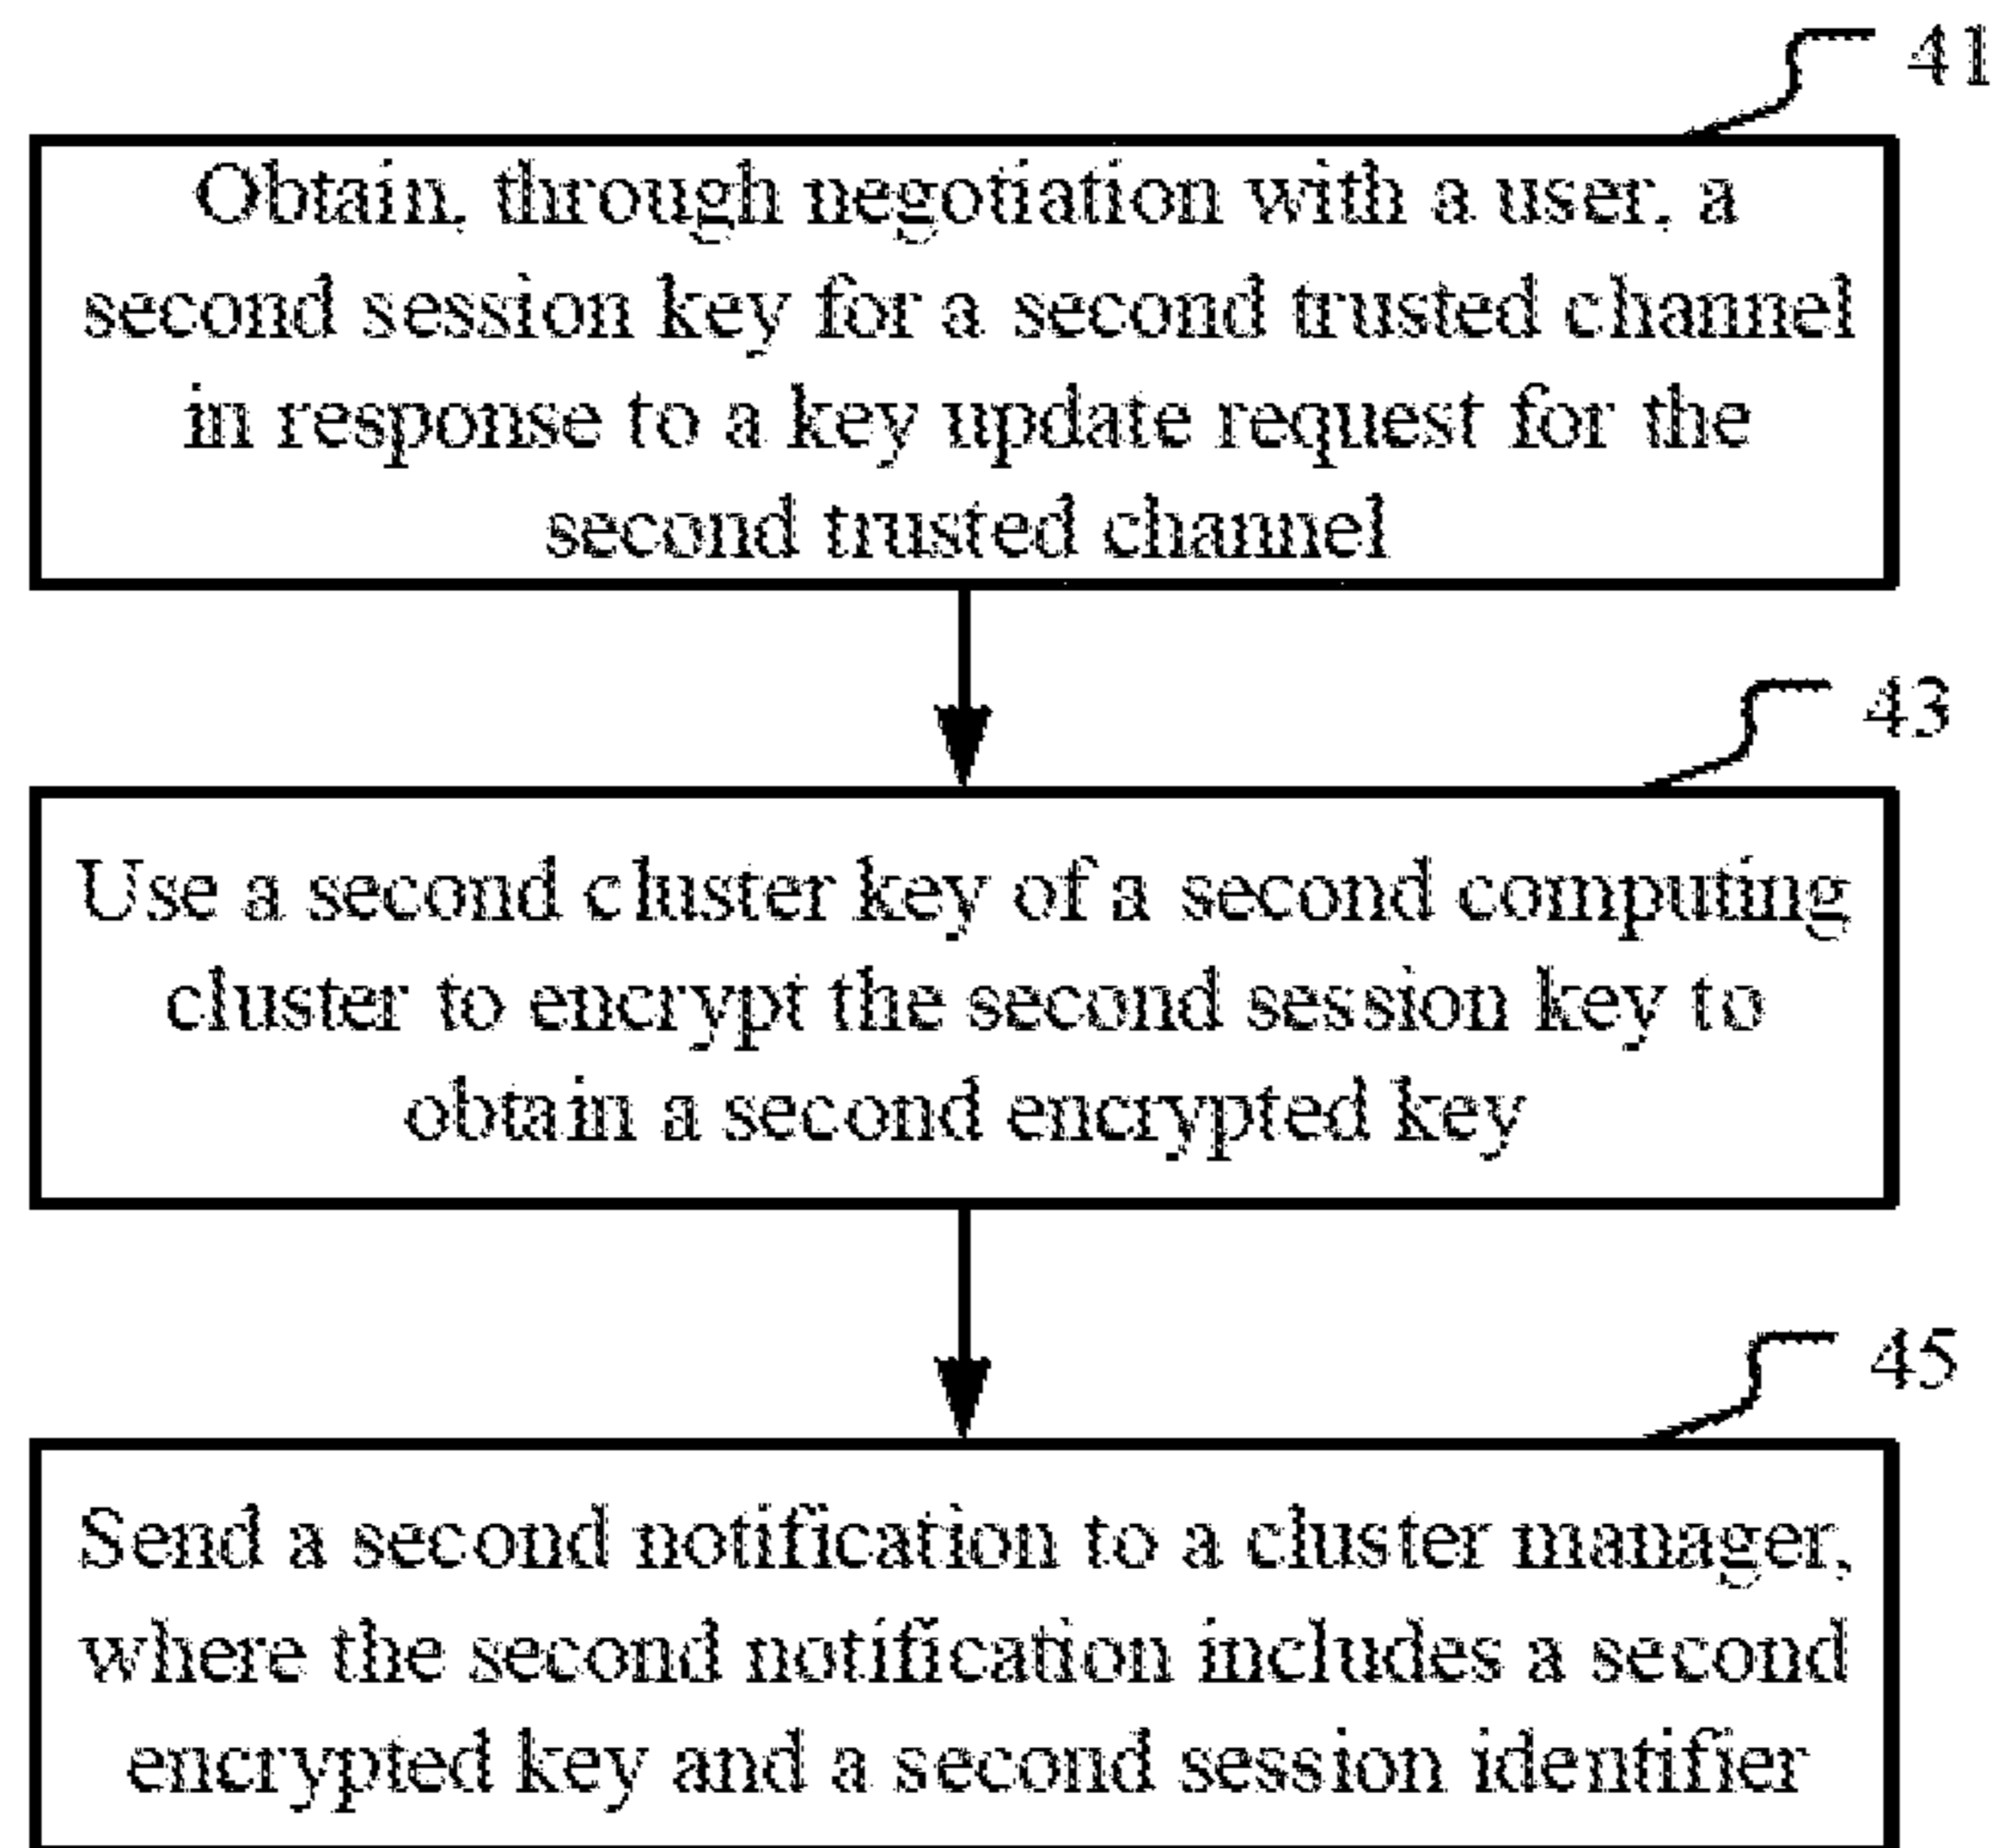 41
Obtain, through negotiation with a user, a
second session key for a second trusted channel
in response to a key update request for the
second trusted channel
43
Use a second cluster key of a second computing
cluster to encrypt the second session key to
obtain a second encrypted key
45
Send a second notification to a cluster manager,
where the second notification includes a second
encrypted key and a second session identifier